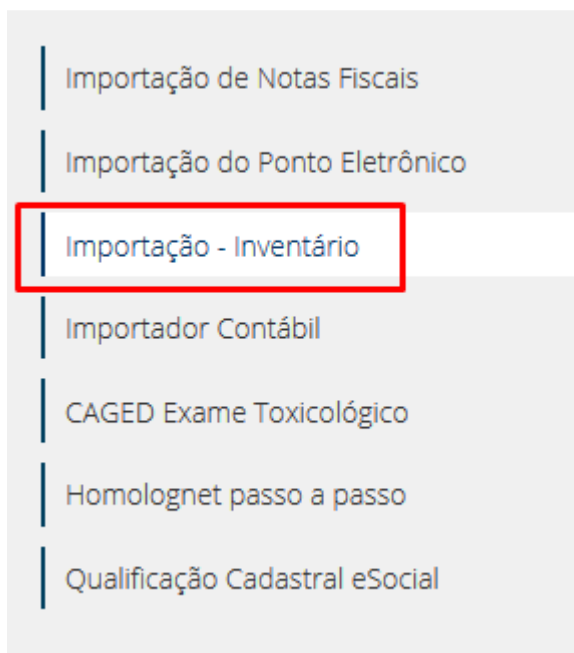 Importação de Notas Fiscais
Importação do Ponto Eletrônico
Importação - Inventário
Importador Contábil
CAGED Exame Toxicológico
Homolognet passo a passo
Qualificação Cadastral eSocial